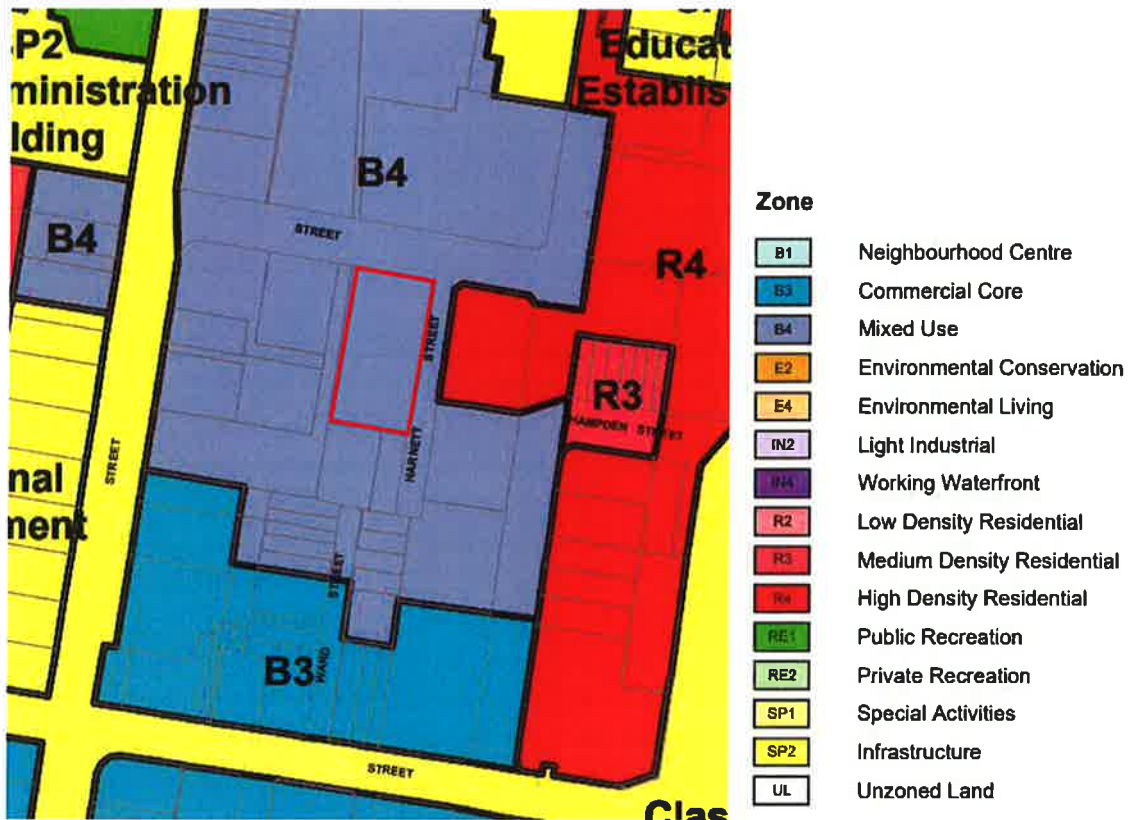 P2
ministration
lding
Educat
Establis
B4
B4
STREET
R4
STREET
R3
HAMPDEN STREET
HARNETT
STREET
nal
ment
STREET
B3
WARD
STREET
Clas
Zone
B1 Neighbourhood Centre
B3 Commercial Core
B4 Mixed Use
E2 Environmental Conservation
E4 Environmental Living
IN2 Light Industrial
IN4 Working Waterfront
R2 Low Density Residential
R3 Medium Density Residential
R4 High Density Residential
RE1 Public Recreation
RE2 Private Recreation
SP1 Special Activities
SP2 Infrastructure
UL Unzoned Land